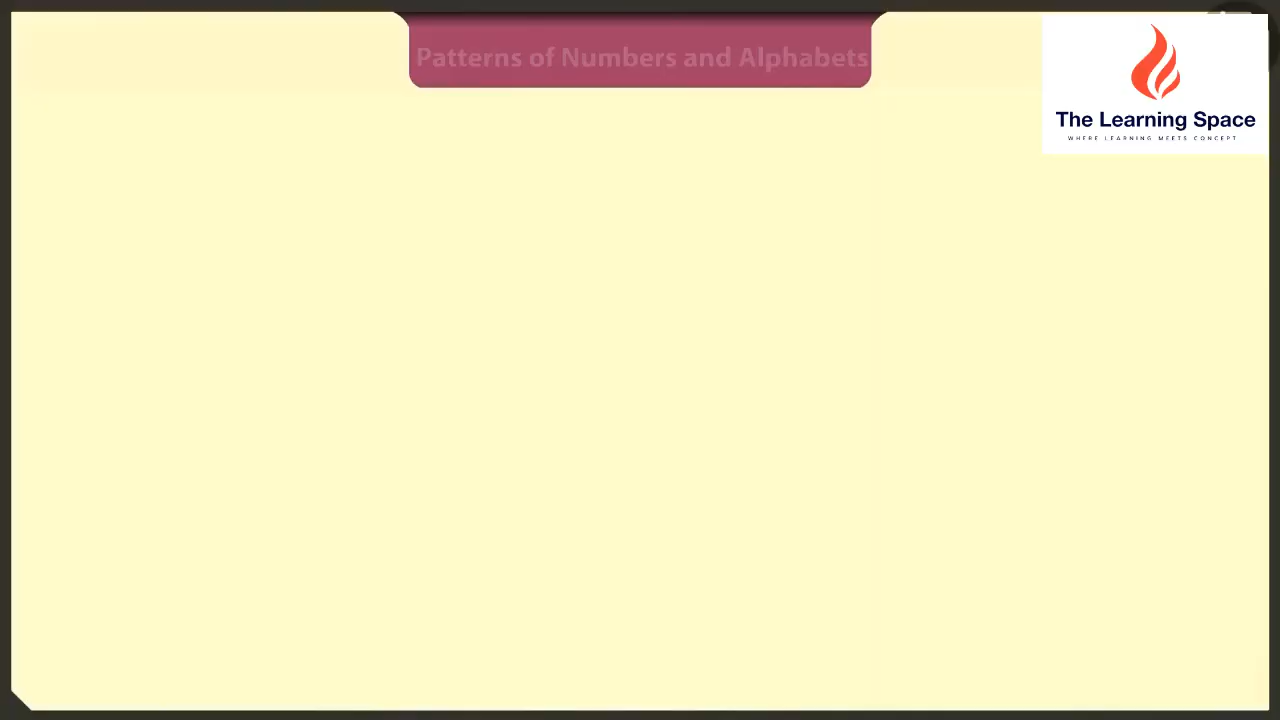 Patterns of Numbers and Alphabets
The Learning Space
WHERE LEARNING MEETS CONCEPT